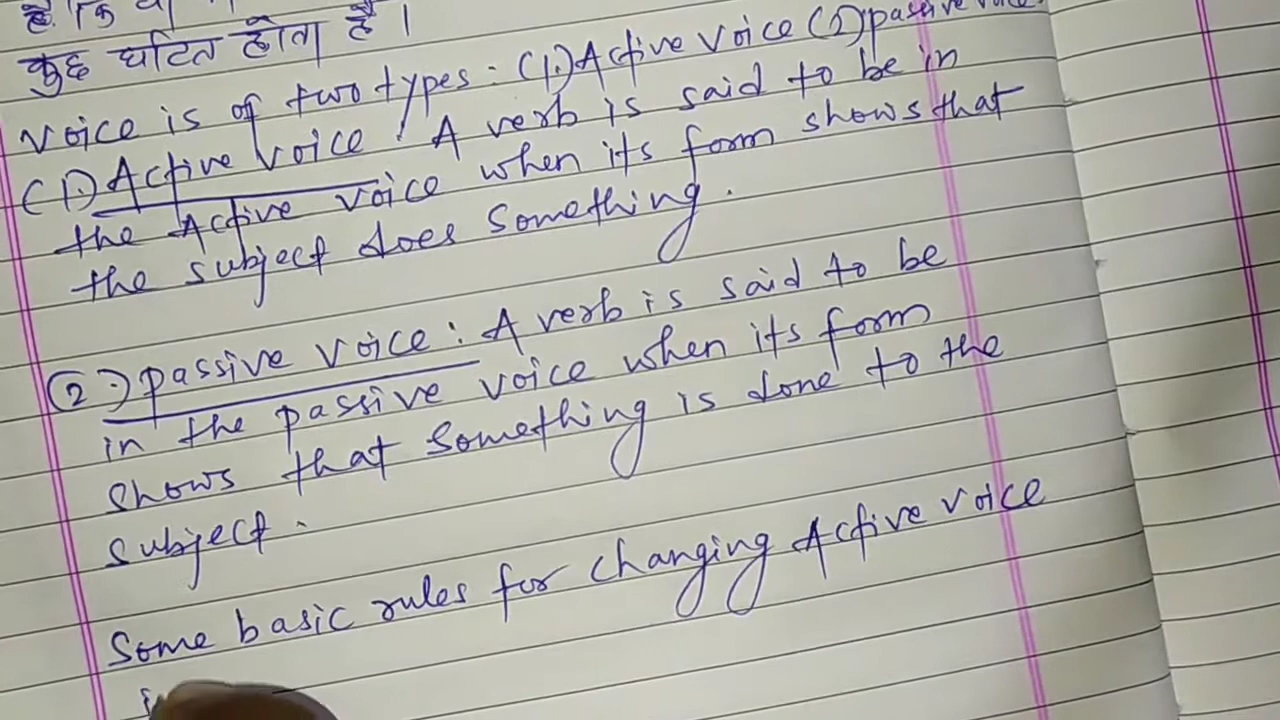 है. कि
कुछ घटित होता है ।
Voice is of two types :- (1.) Active Voice (2) passive voice
(1.) Active Voice : A verb is said to be in
the Active voice when its form shows that
the subject does something.
(2.) passive voice : A verb is said to be
in the passive voice when its form
shows that something is done to the
subject.
Some basic rules for changing Active voice